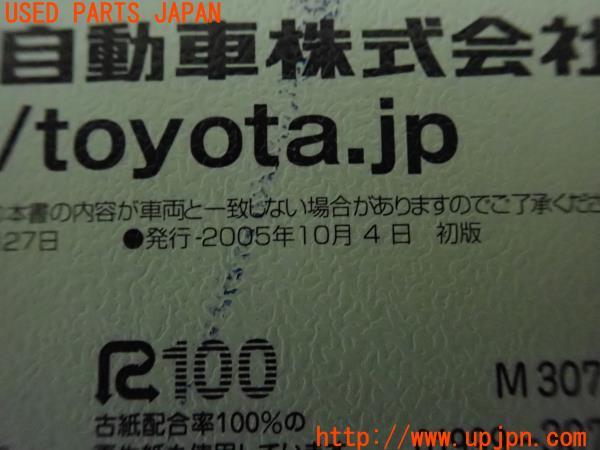 USED PARTS JAPAN
自動車株式会社
/toyota.jp
本書の内容が車両と一致しない場合がありますのでご了承くださ
27日 ●発行-2005年10月 4 日 初版
R100
M 307
古紙配合率100%の
http://www.upjpn.com